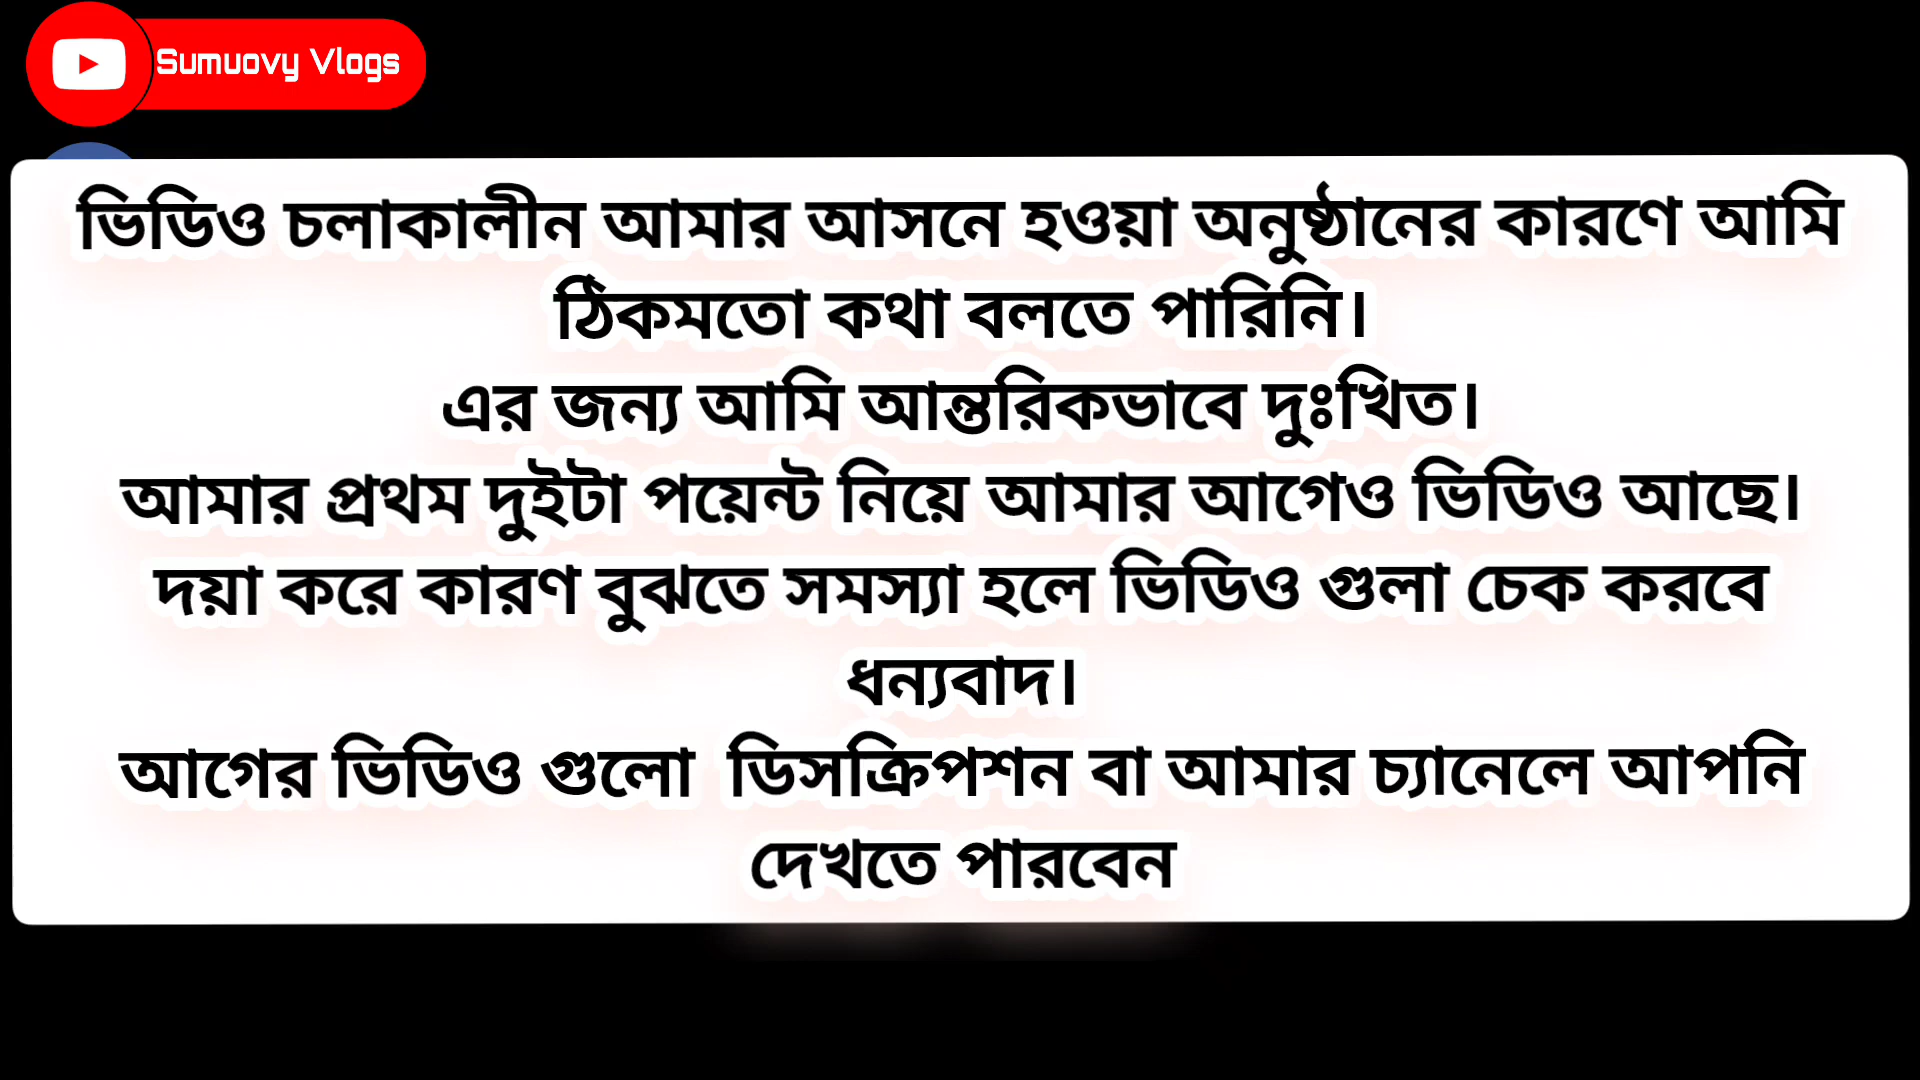 Sumuovy Vlogs
ভিডিও চলাকালীন আমার আসনে হওয়া অনুষ্ঠানের কারণে আমি
ঠিকমতো কথা বলতে পারিনি।
এর জন্য আমি আন্তরিকভাবে দুঃখিত।
আমার প্রথম দুইটা পয়েন্ট নিয়ে আমার আগেও ভিডিও আছে।
দয়া করে কারণ বুঝতে সমস্যা হলে ভিডিও গুলা চেক করবে
ধন্যবাদ।
আগের ভিডিও গুলো  ডিসক্রিপশন বা আমার চ্যানেলে আপনি
দেখতে পারবেন